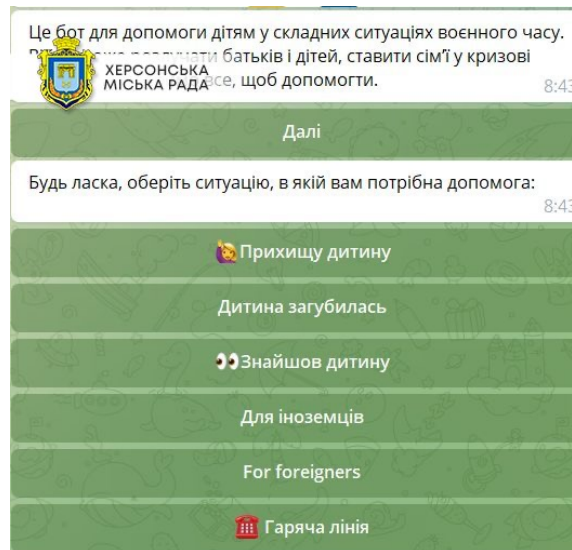 Це бот для допомоги дітям у складних ситуаціях воєнного часу.
батьків і дітей, ставити сім'ї у кризові
ХЕРСОНСЬКА
МІСЬКА РАДА
все, щоб допомогти.
8:43
Далі
Будь ласка, оберіть ситуацію, в якій вам потрібна допомога:
8:43
Прихищу дитину
Дитина загубилась
Знайшов дитину
Для іноземців
For foreigners
Гаряча лінія